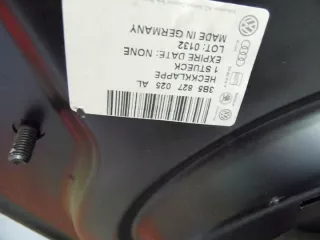 3B5 827 025 AL
HECKKLAPPE
1 STUECK
EXPIRE DATE: NONE
LOT: 0132
MADE IN GERMANY